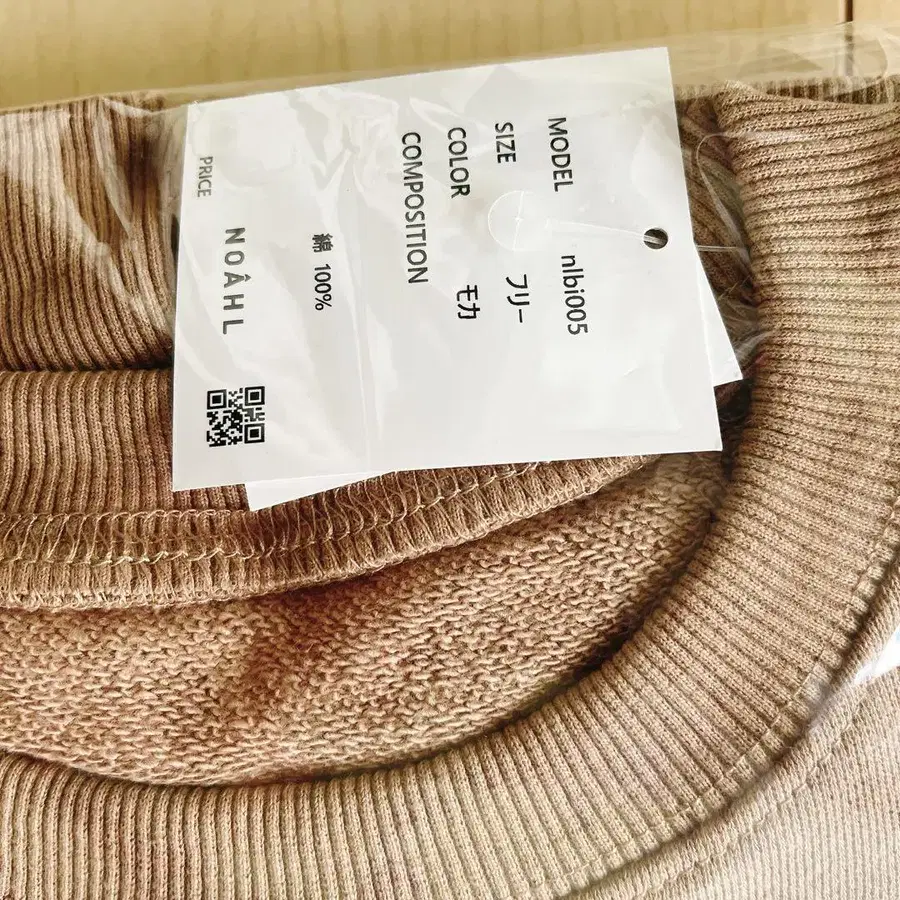 MODEL nlbi005
SIZE フリー
COLOR モカ
COMPOSITION
綿 100%
NOÂHL
PRICE